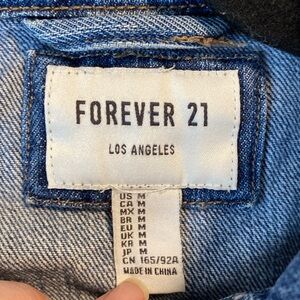 FOREVER 21
LOS ANGELES
US M
CA M
MX M
BR M
EU M
UK M
KR M
JP M
CN 165/92A
MADE IN CHINA